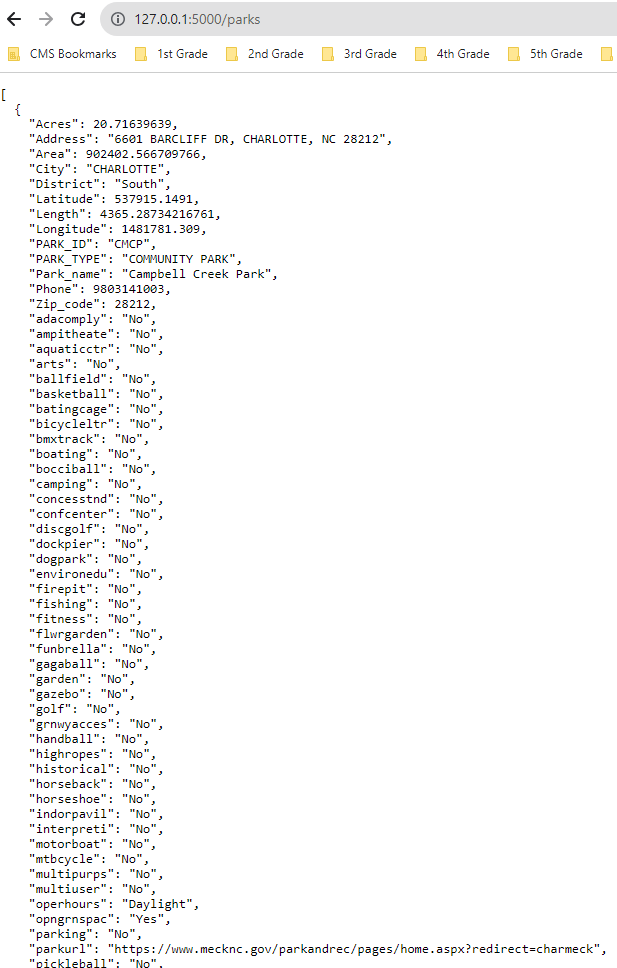 127.0.0.1:5000/parks
CMS Bookmarks 1st Grade 2nd Grade 3rd Grade 4th Grade 5th Grade
[
{
"Acres": 20.71639639,
"Address": "6601 BARCLIFF DR, CHARLOTTE, NC 28212",
"Area": 902402.566709766,
"City": "CHARLOTTE",
"District": "South",
"Latitude": 537915.1491,
"Length": 4365.28734216761,
"Longitude": 1481781.309,
"PARK_ID": "CMCP",
"PARK_TYPE": "COMMUNITY PARK",
"Park_name": "Campbell Creek Park",
"Phone": 9803141003,
"Zip_code": 28212,
"adacomply": "No",
"ampitheate": "No",
"aquaticctr": "No",
"arts": "No",
"ballfield": "No",
"basketball": "No",
"batingcage": "No",
"bicycleltr": "No",
"bmxtrack": "No",
"boating": "No",
"bocciball": "No",
"camping": "No",
"concesstnd": "No",
"confcenter": "No",
"discgolf": "No",
"dockpier": "No",
"dogpark": "No",
"environedu": "No",
"firepit": "No",
"fishing": "No",
"fitness": "No",
"flwrgarden": "No",
"funbrella": "No",
"gagaball": "No",
"garden": "No",
"gazebo": "No",
"golf": "No",
"grnwyacces": "No",
"handball": "No",
"highropes": "No",
"historical": "No",
"horseback": "No",
"horseshoe": "No",
"indorpavil": "No",
"interpreti": "No",
"motorboat": "No",
"mtbcycle": "No",
"multipurps": "No",
"multiuser": "No",
"operhours": "Daylight",
"opngrnspac": "Yes",
"parking": "No",
"parkurl": "https://www.mecknc.gov/parkandrec/pages/home.aspx?redirect=charmeck",
"pickleball": "No",